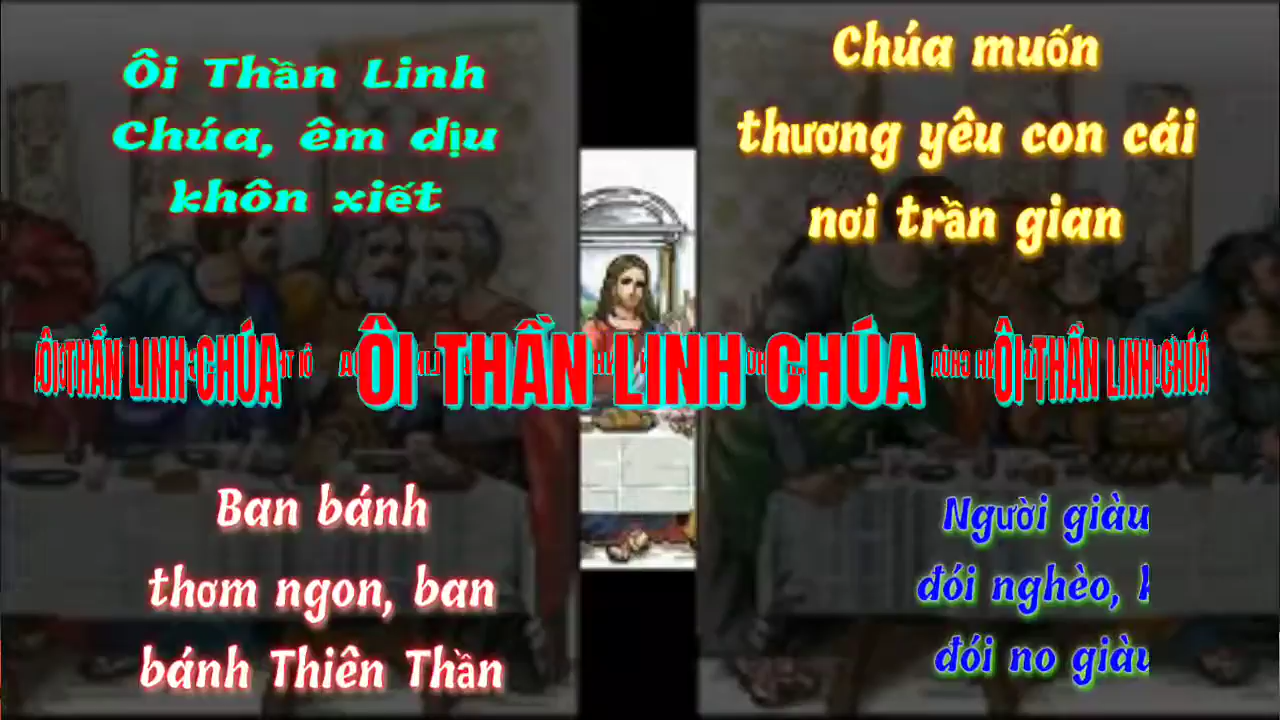 Ôi Thần Linh
Chúa, êm dịu
khôn xiết
Chúa muốn
thương yêu con cái
nơi trần gian
ÔI THẦN LINH CHÚA
ÔI THẦN LINH CHÚA
ÔI THẦN LINH CHÚA
Ban bánh
thơm ngon, ban
bánh Thiên Thần
Người giàu
đói nghèo,
đói no giàu